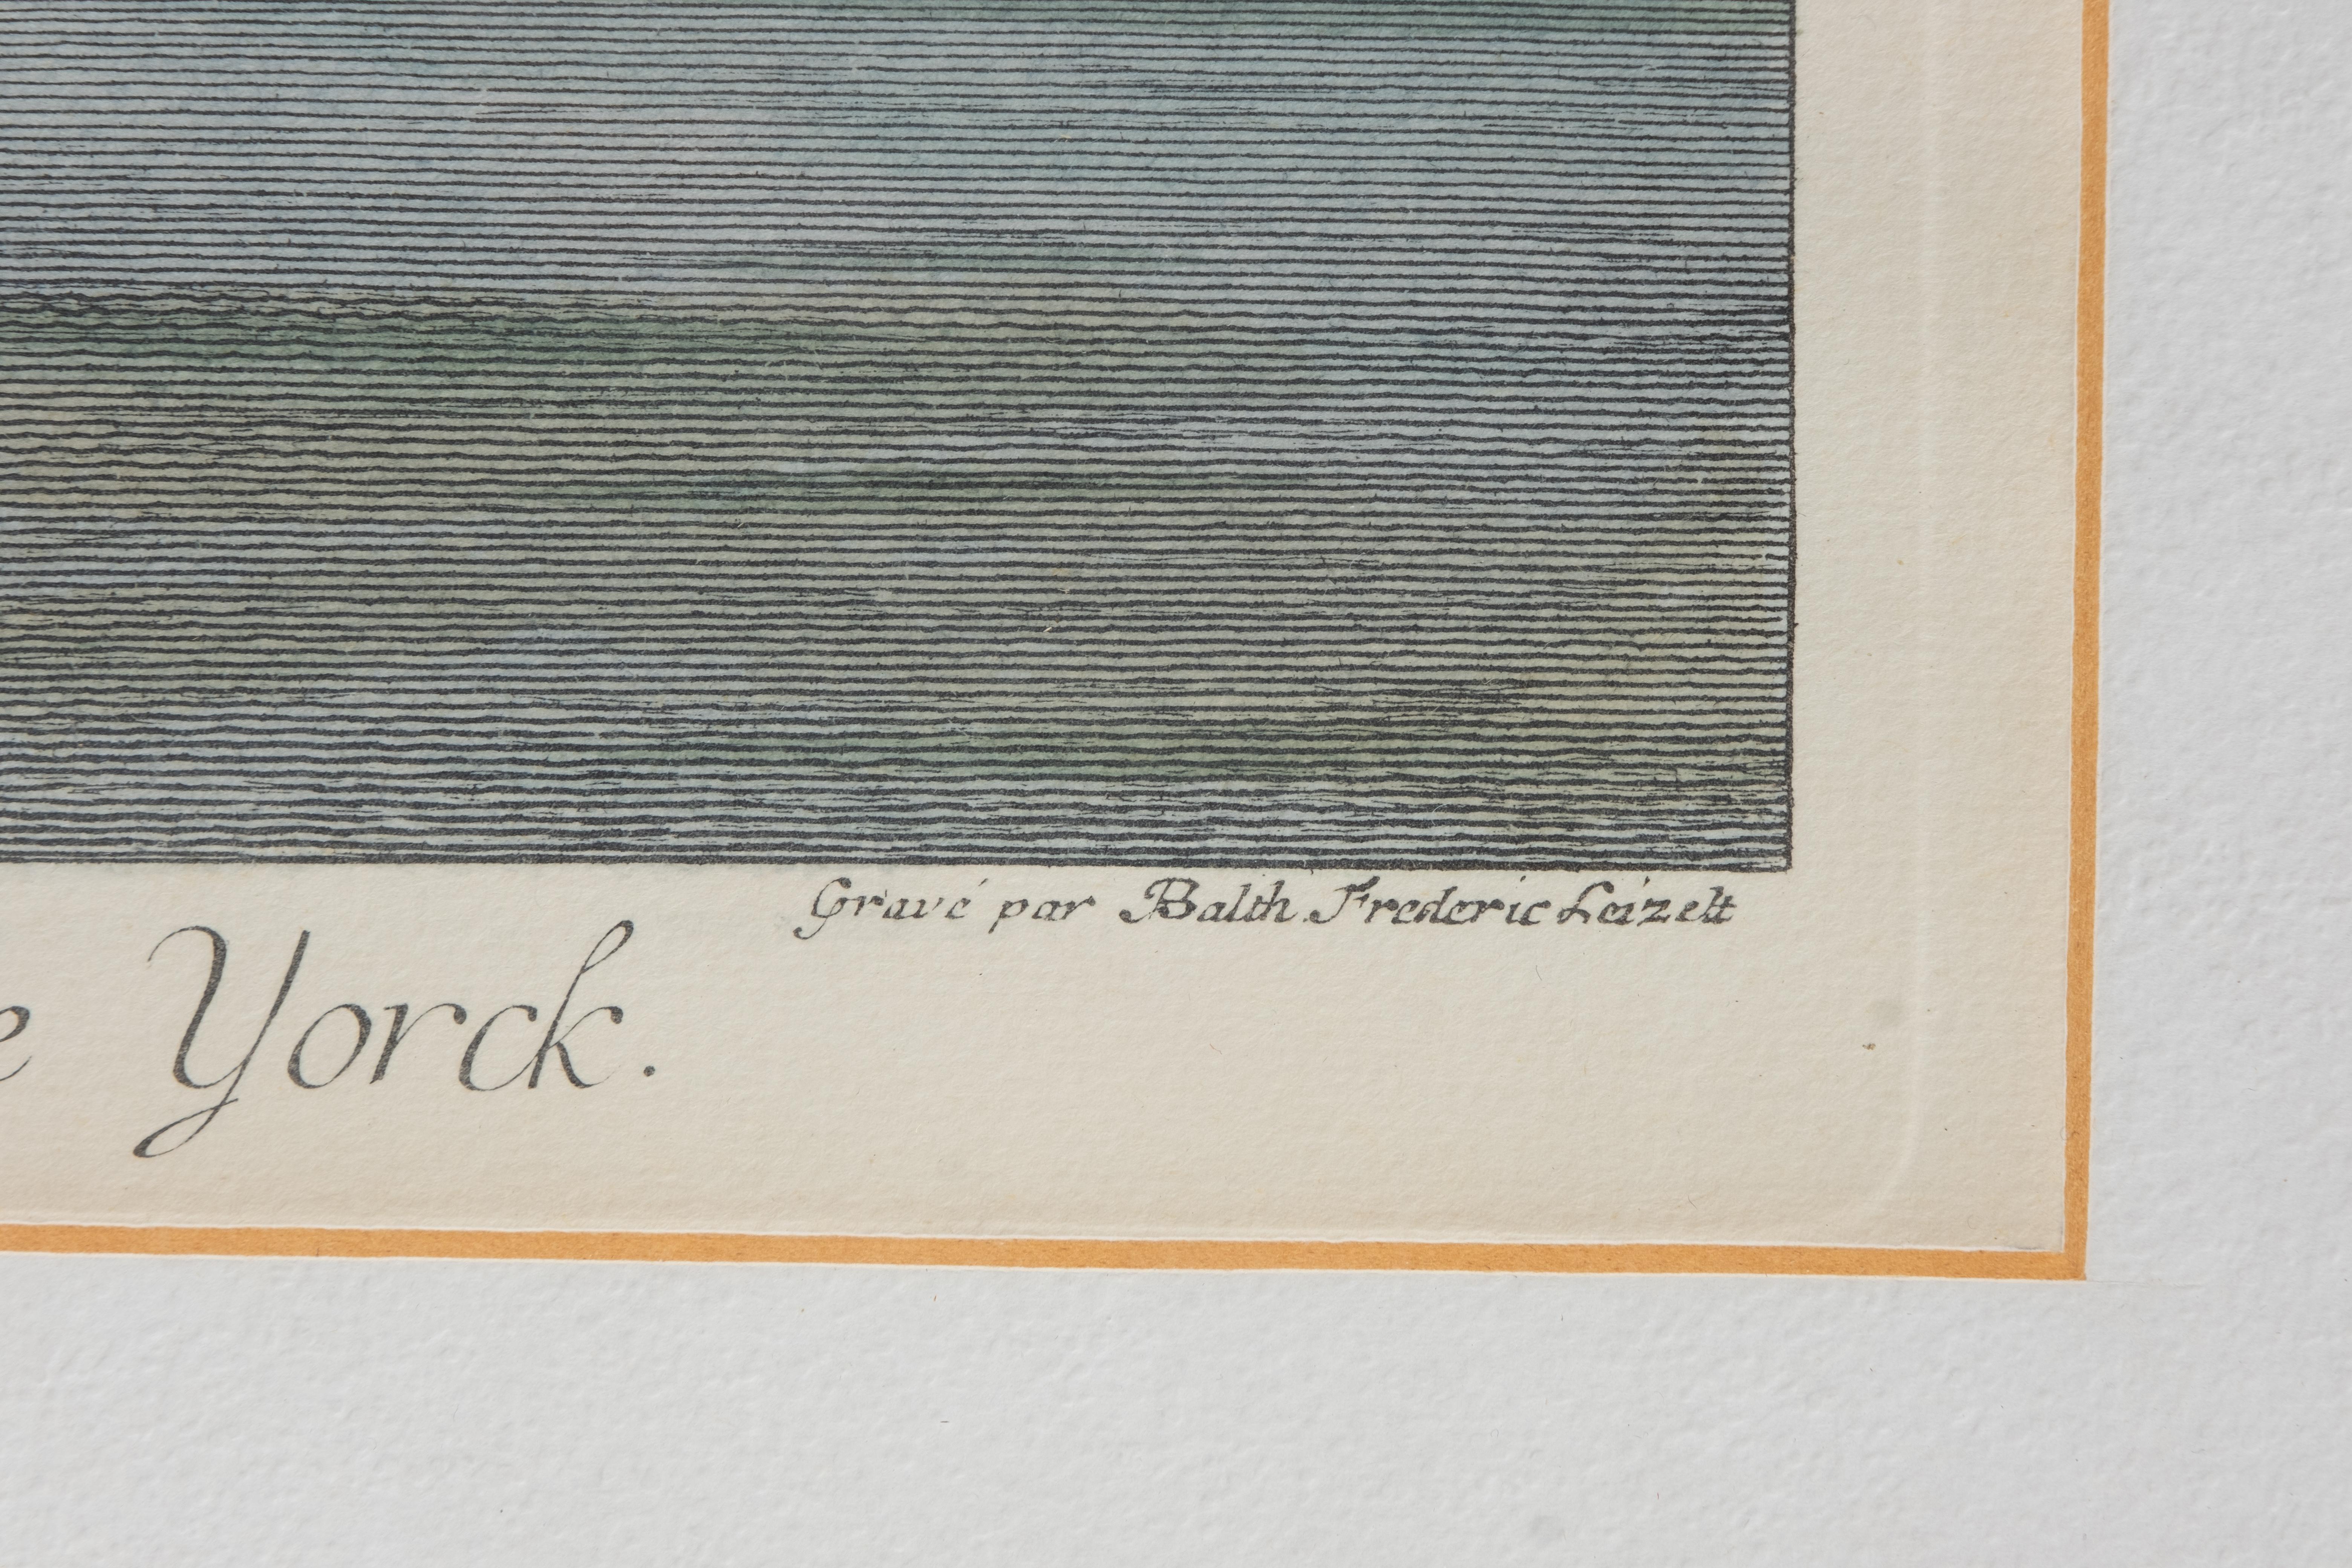 Gravé par Balth. Frederic Leizelt
e Yorck.